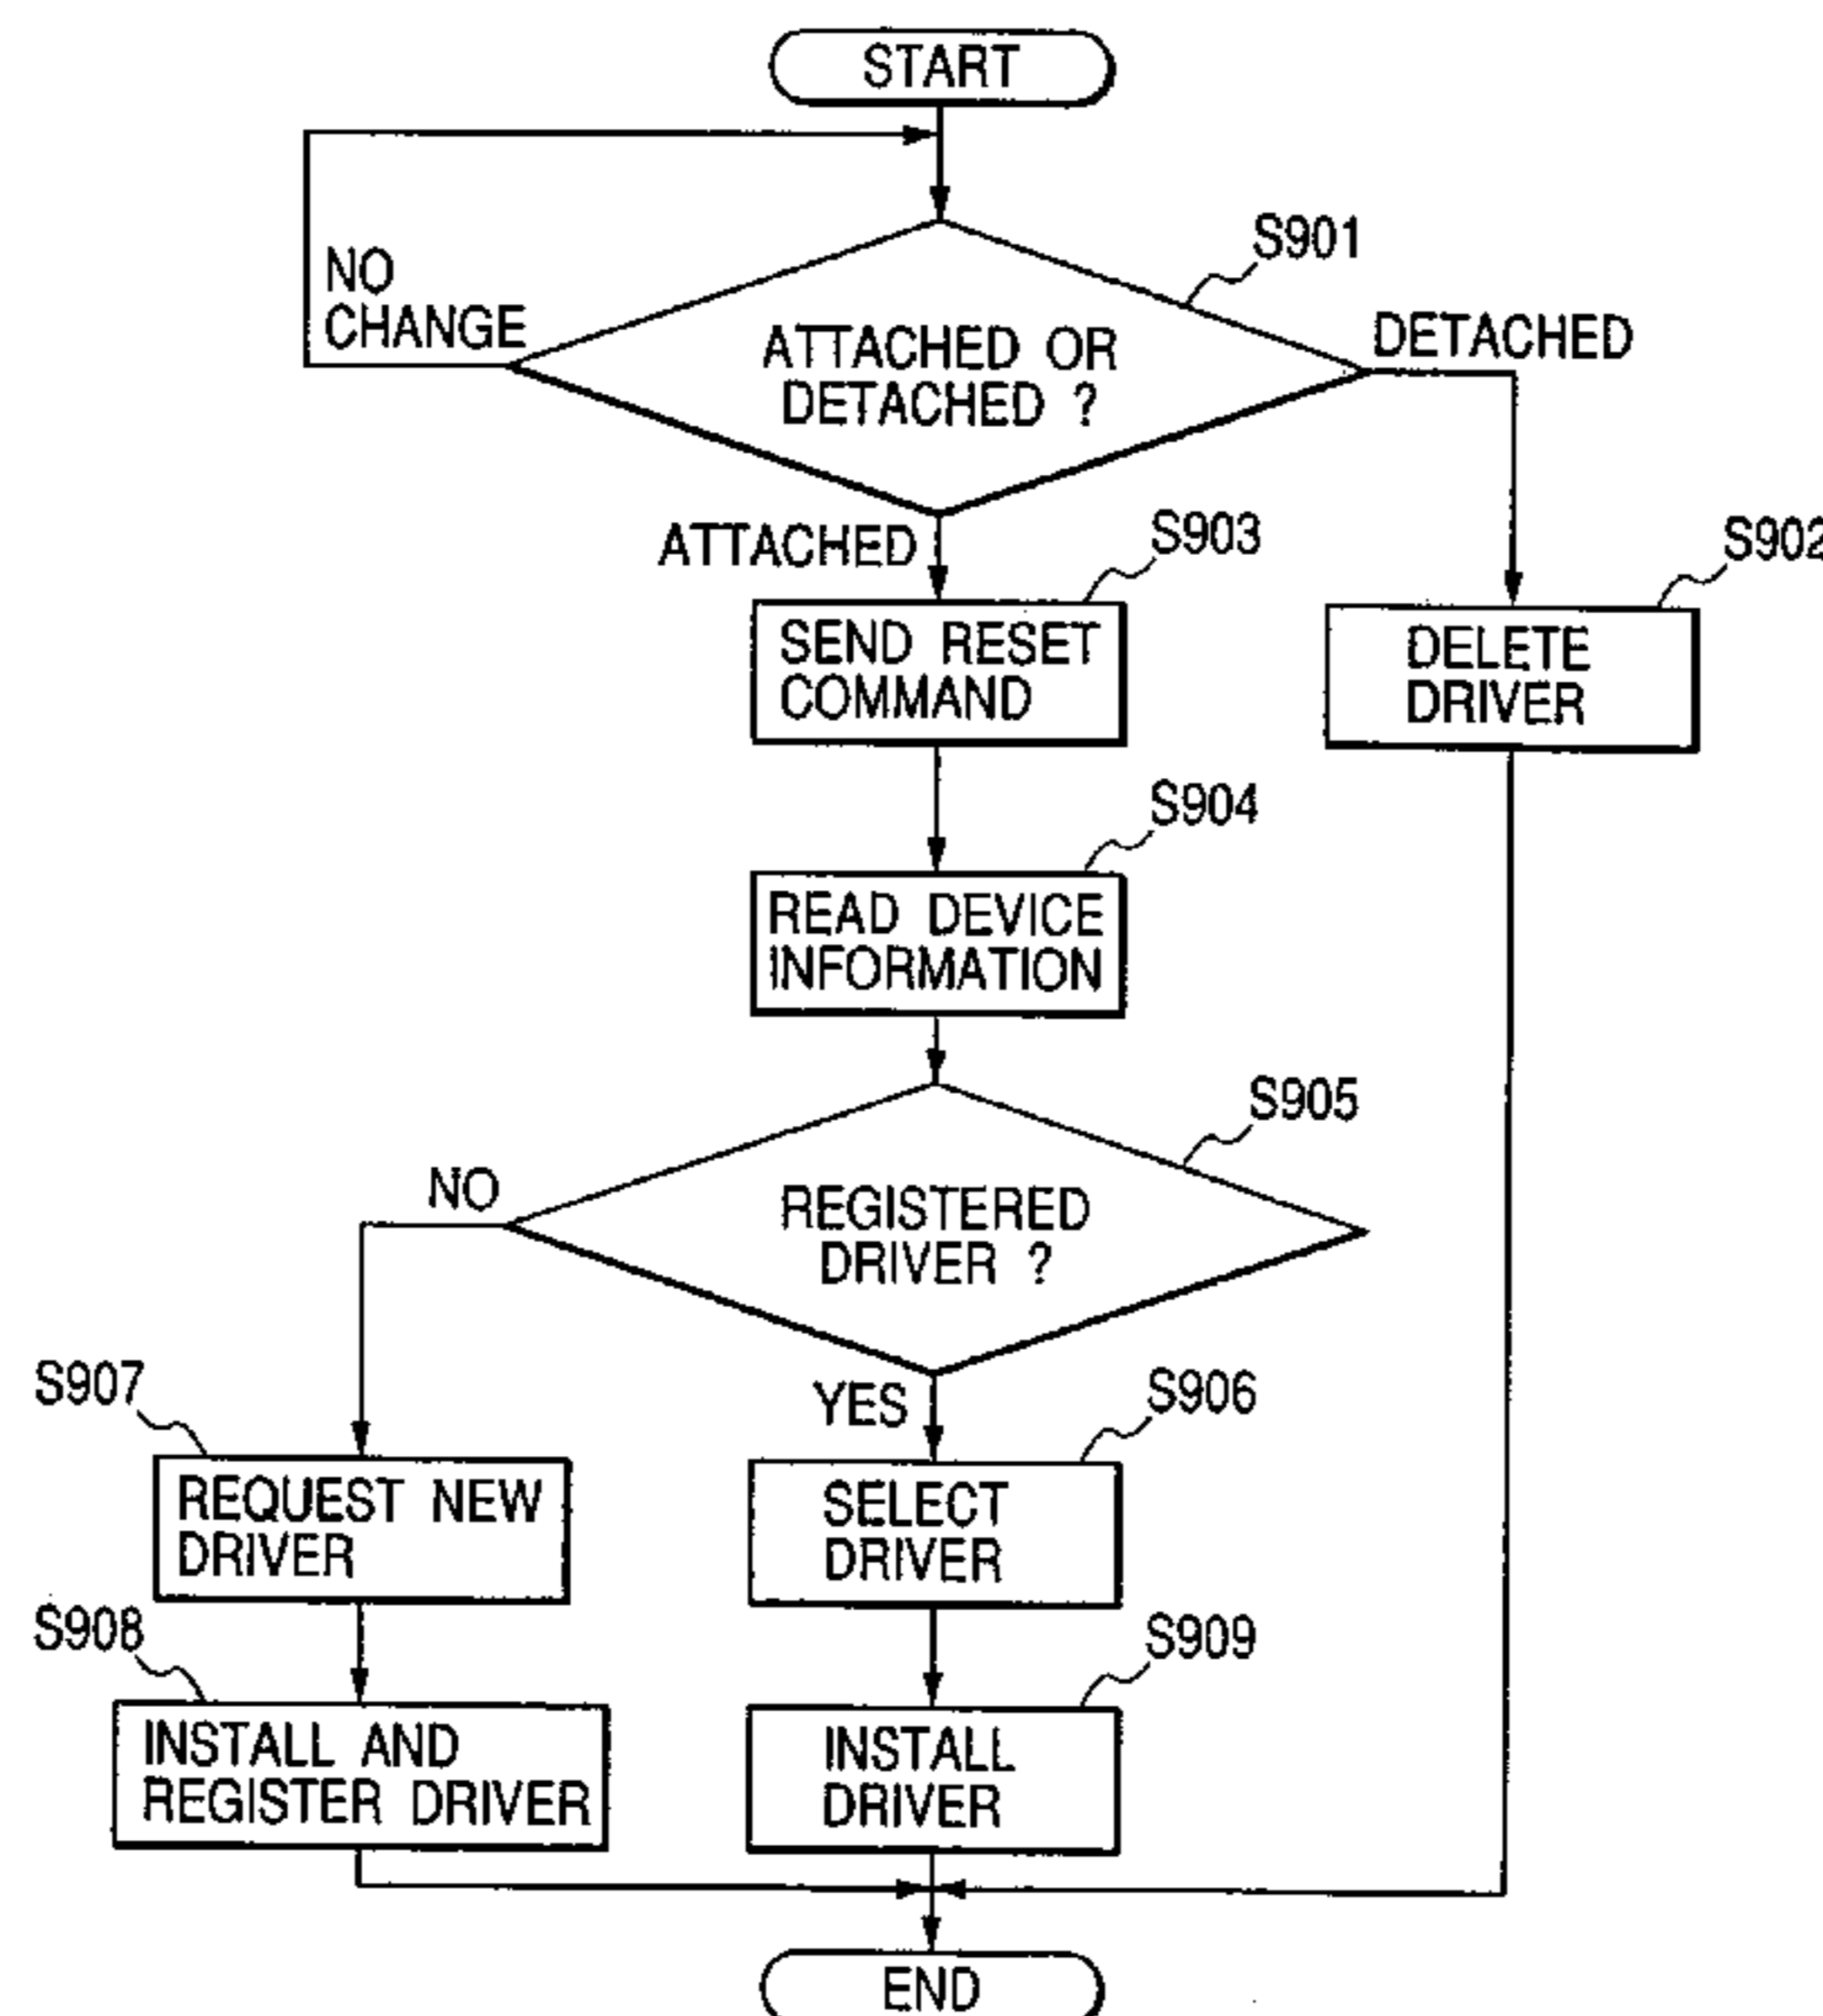 START
NO
CHANGE
S901
ATTACHED OR
DETACHED ?
DETACHED
ATTACHED
S903
S902
SEND RESET
COMMAND
DELETE
DRIVER
S904
READ DEVICE
INFORMATION
S905
NO
REGISTERED
DRIVER ?
S907
YES
S906
REQUEST NEW
DRIVER
SELECT
DRIVER
S908
S909
INSTALL AND
REGISTER DRIVER
INSTALL
DRIVER
END